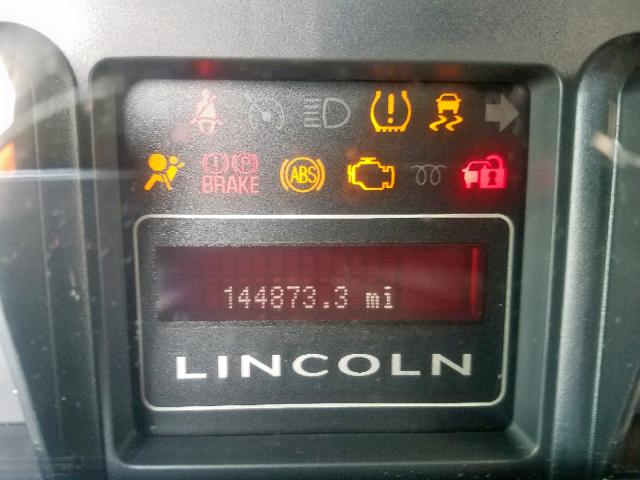 ABS
BRAKE
144873.3 mi
LINCOLN